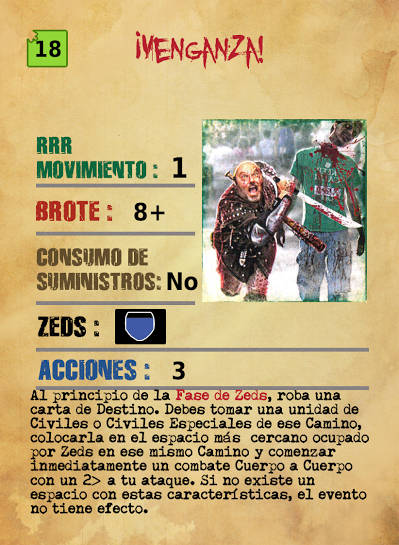 18
¡VENGANZA!
RRR
MOVIMIENTO : 1
BROTE : 8+
CONSUMO DE
SUMINISTROS: No
ZEDS :
ACCIONES : 3
Al principio de la Fase de Zeds, roba una
carta de Destino. Debes tomar una unidad de
Civiles o Civiles Especiales de ese Camino,
colocarla en el espacio más cercano ocupado
por Zeds en ese mismo Camino y comenzar
inmediatamente un combate Cuerpo a Cuerpo
con un 2> a tu ataque. Si no existe un
espacio con estas características, el evento
no tiene efecto.